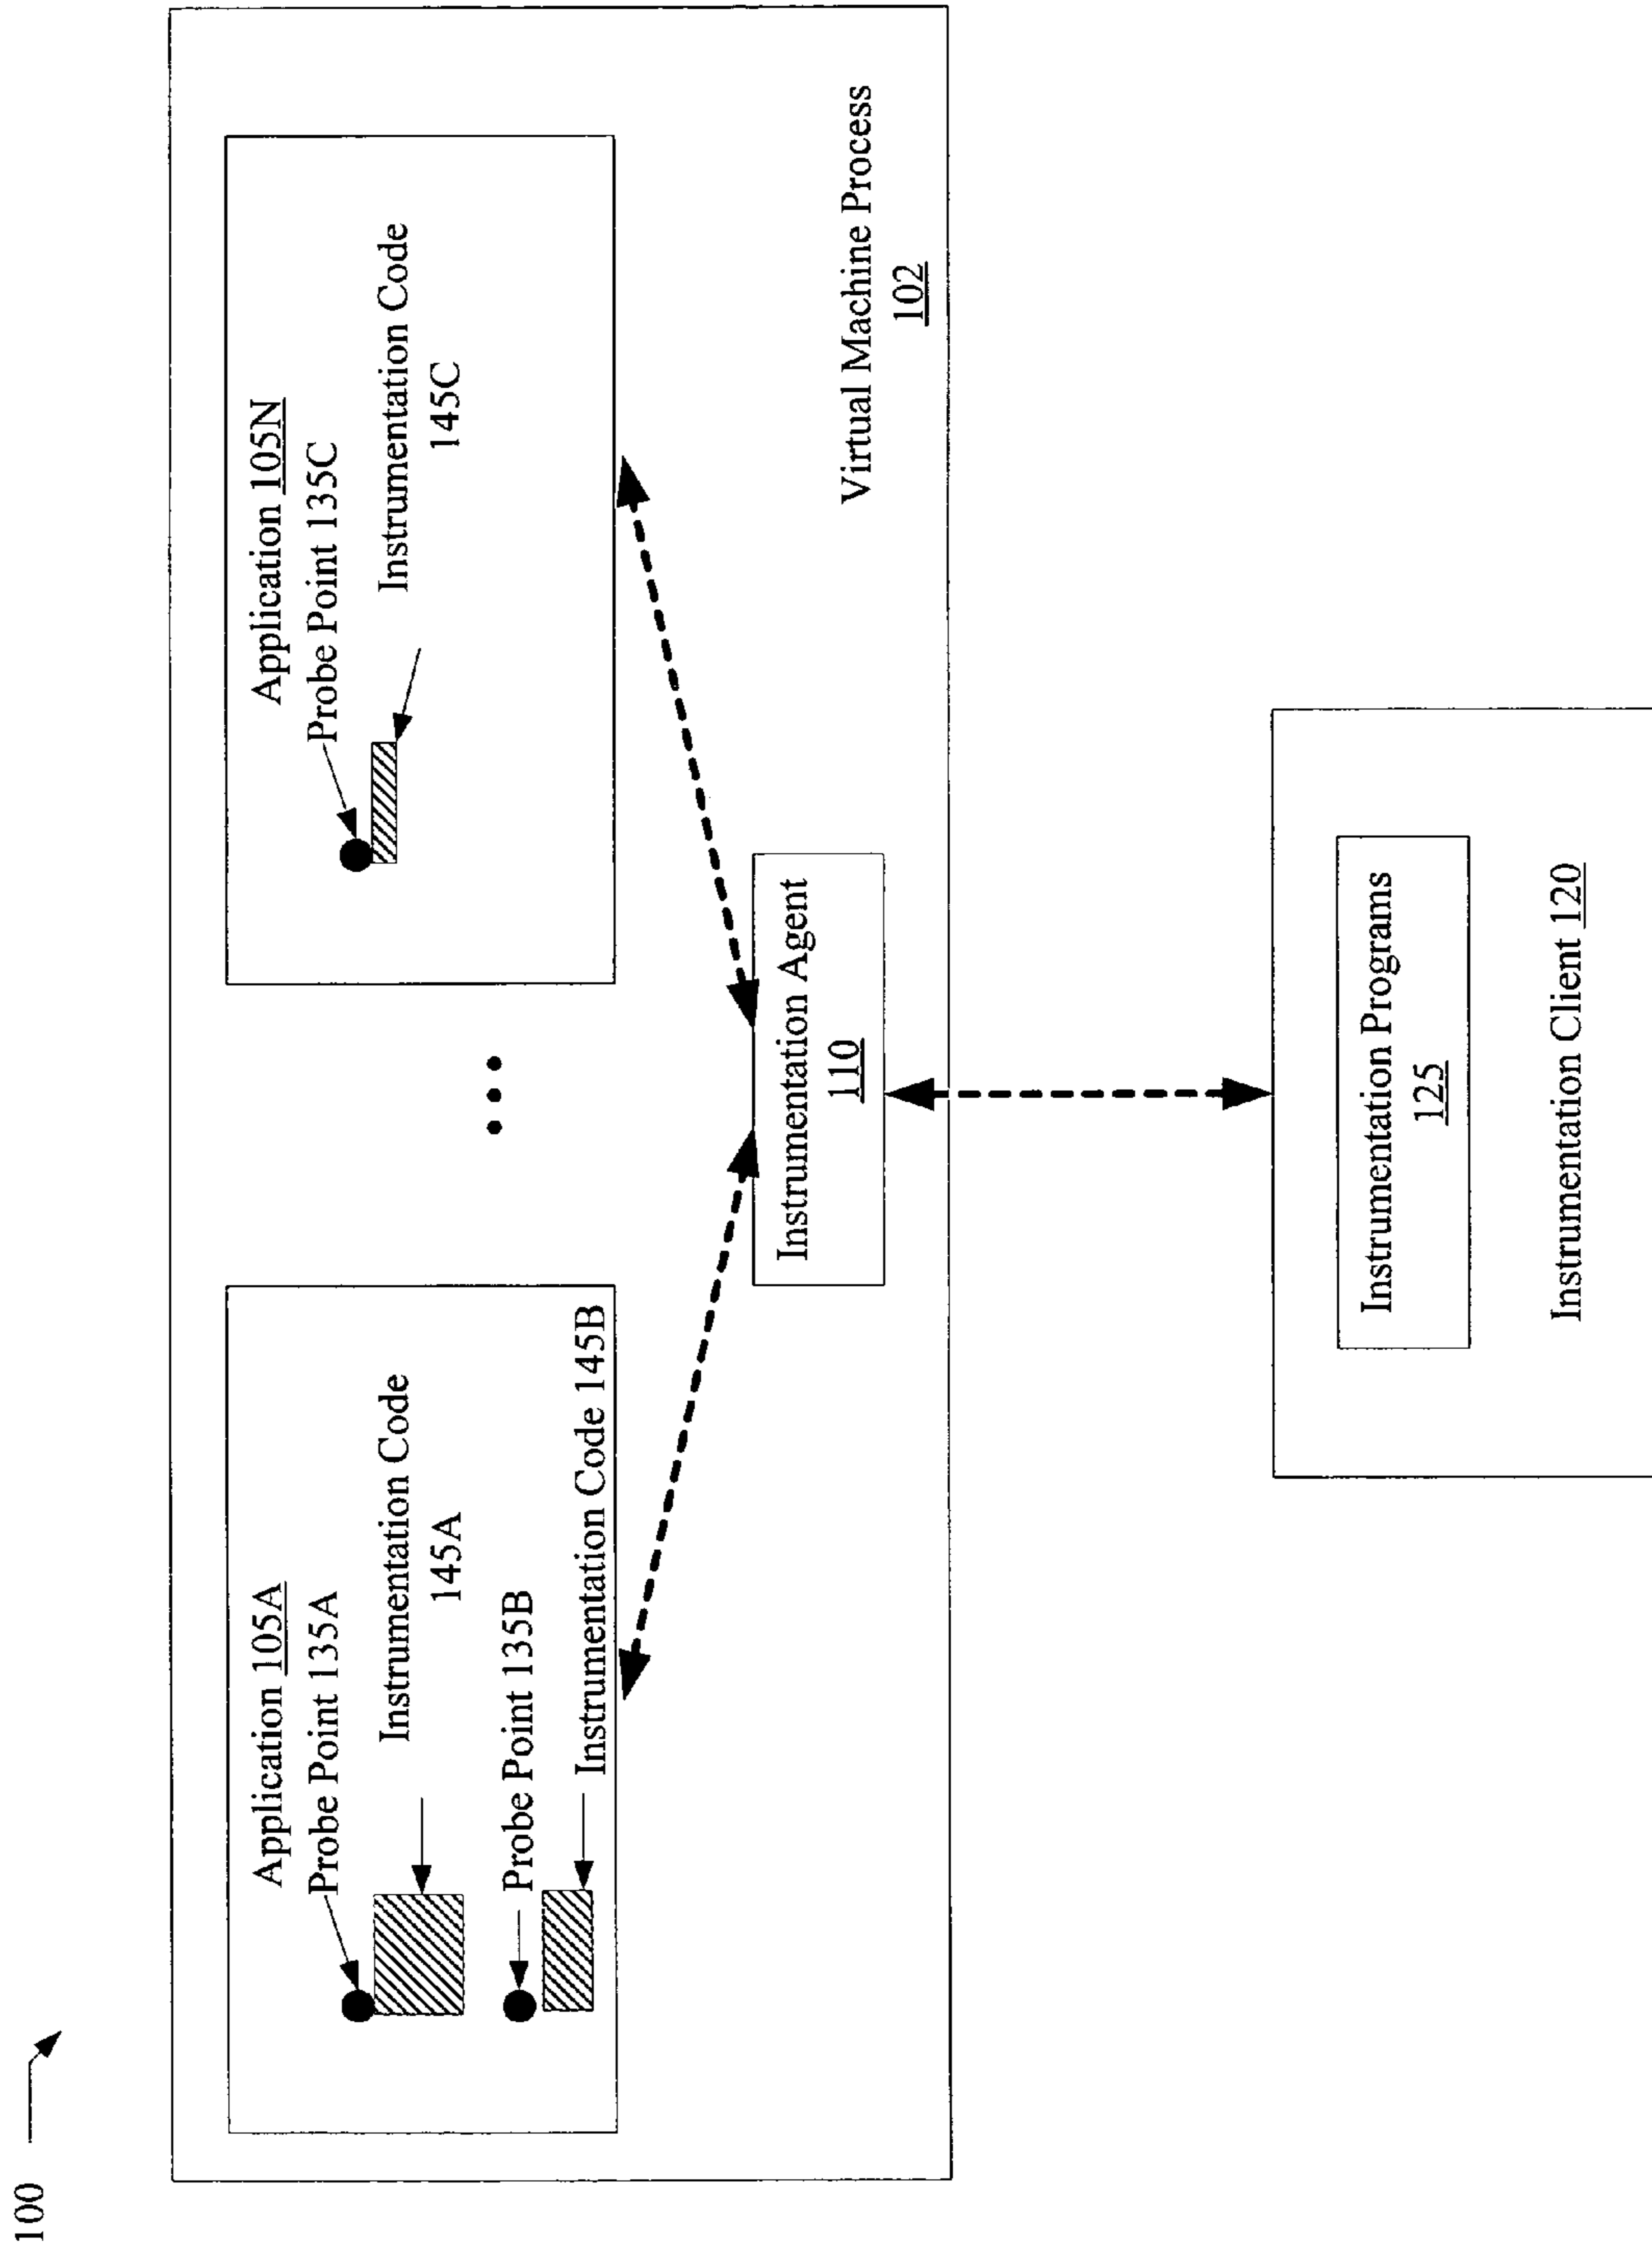 100
Application 105A
Probe Point 135A
Instrumentation Code
145A
Probe Point 135B
Instrumentation Code 145B
Application 105N
Probe Point 135C
Instrumentation Code
145C
Instrumentation Agent
110
Virtual Machine Process
102
Instrumentation Programs
125
Instrumentation Client 120